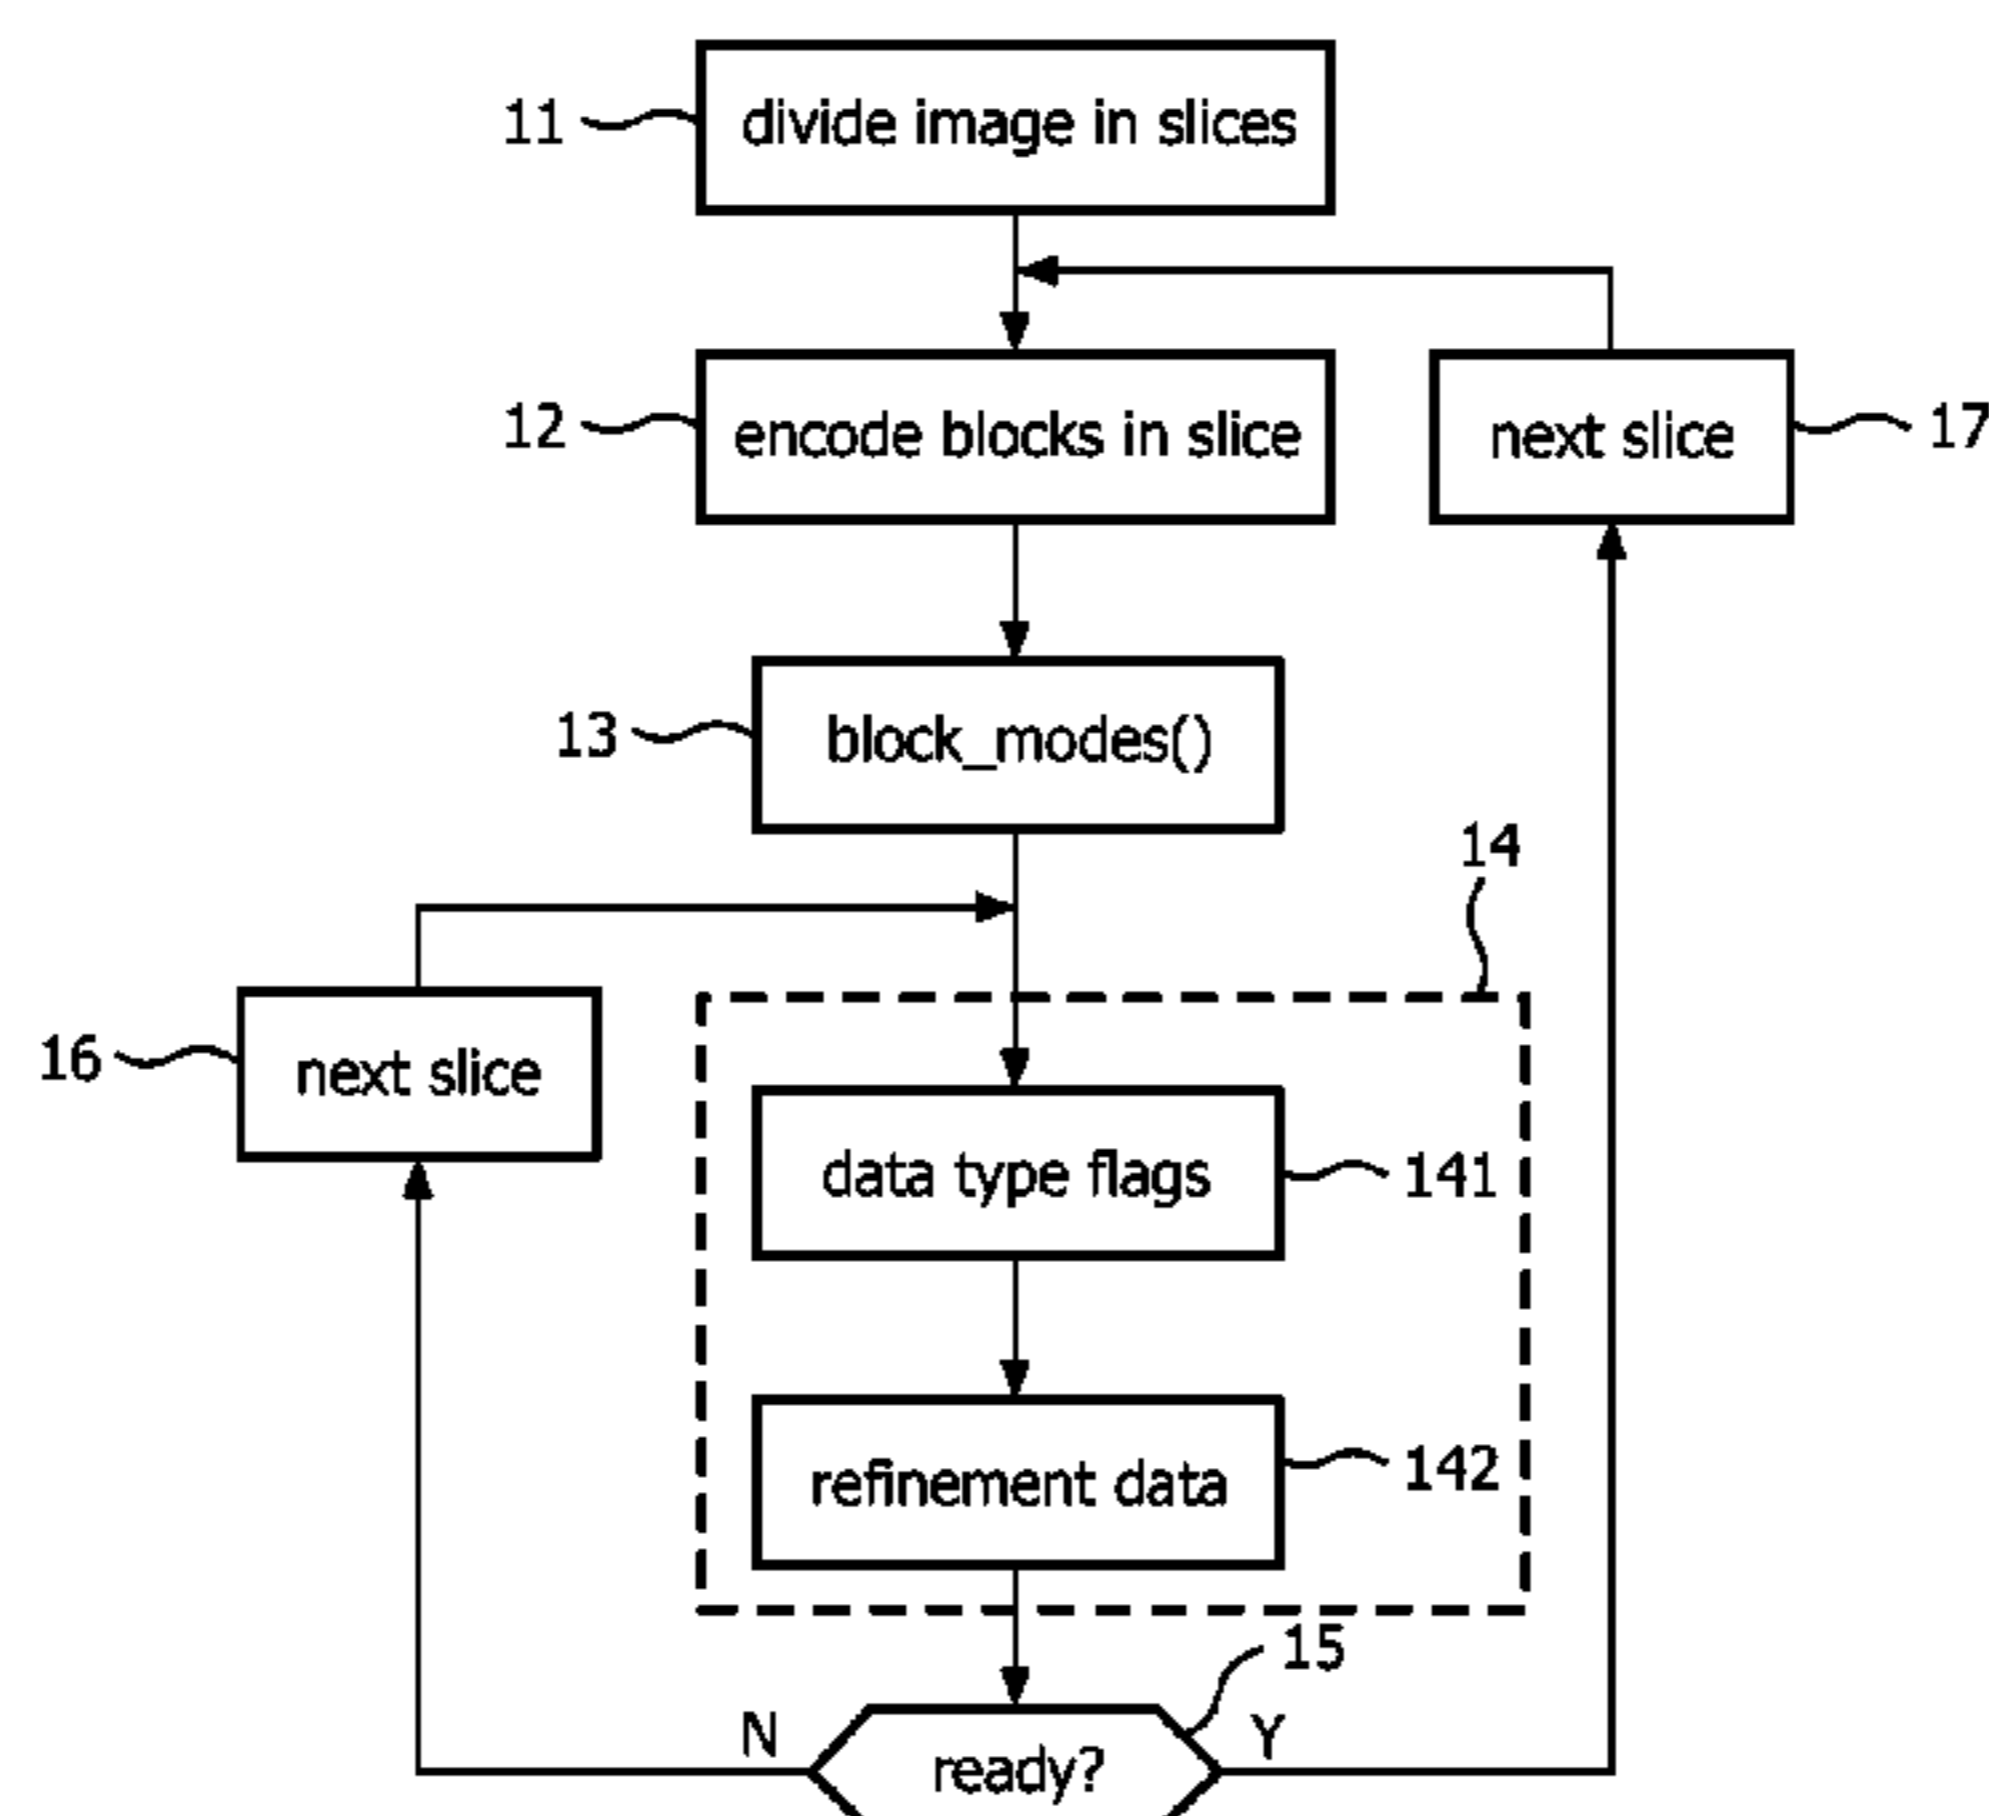 11 divide image in slices
12 encode blocks in slice
next slice 17
13 block_modes()
14
16 next slice
data type flags 141
refinement data 142
15
N ready? Y